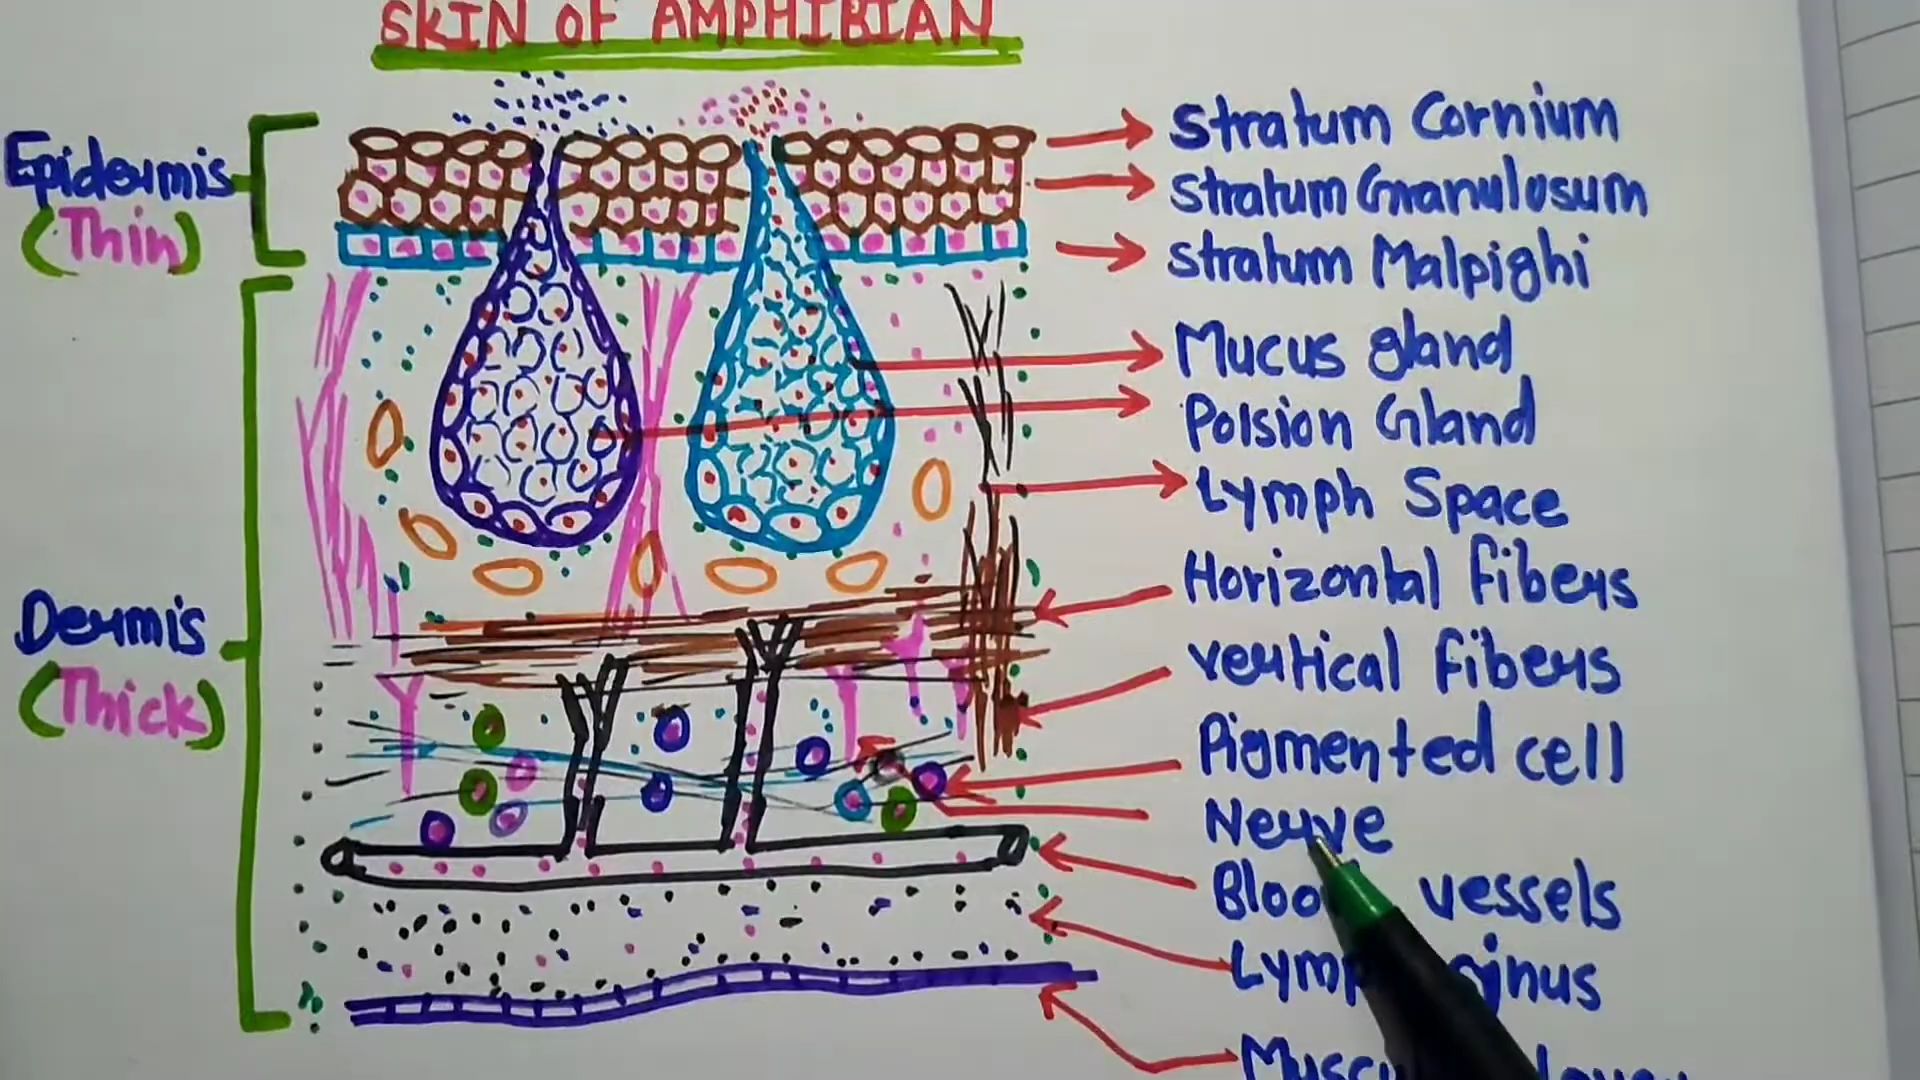 SKIN OF AMPHIBIAN
Epidermis
(Thin)
Dermis
(Thick)
Stratum Cornium
Stratum Granulosum
Stratum Malpighi
Mucus gland
Polsion Gland
Lymph Space
Horizontal fibers
vertical fibers
Pigmented cell
Nerve
vessels